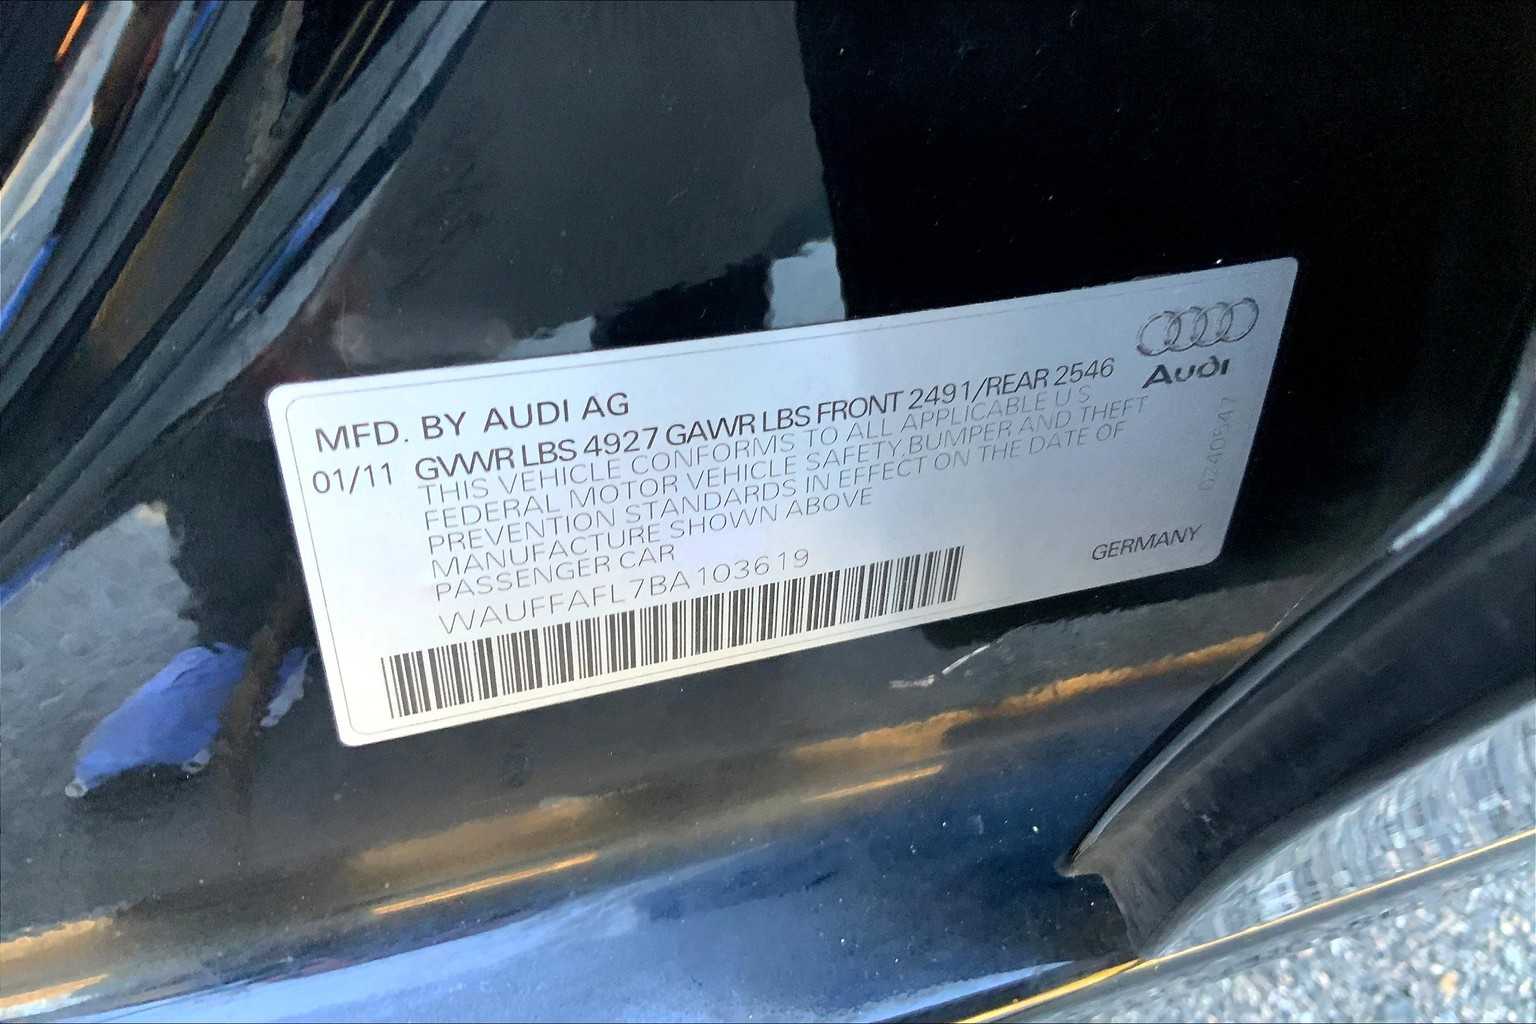 MFD. BY AUDI AG
01/11 GVWR LBS 4927 GAWR LBS FRONT 2491/REAR 2546
THIS VEHICLE CONFORMS TO ALL APPLICABLE U S
FEDERAL MOTOR VEHICLE SAFETY,BUMPER AND THEFT
PREVENTION STANDARDS IN EFFECT ON THE DATE OF
MANUFACTURE SHOWN ABOVE
PASSENGER CAR
WAUFFAFL7BA103619
Audi
GERMANY